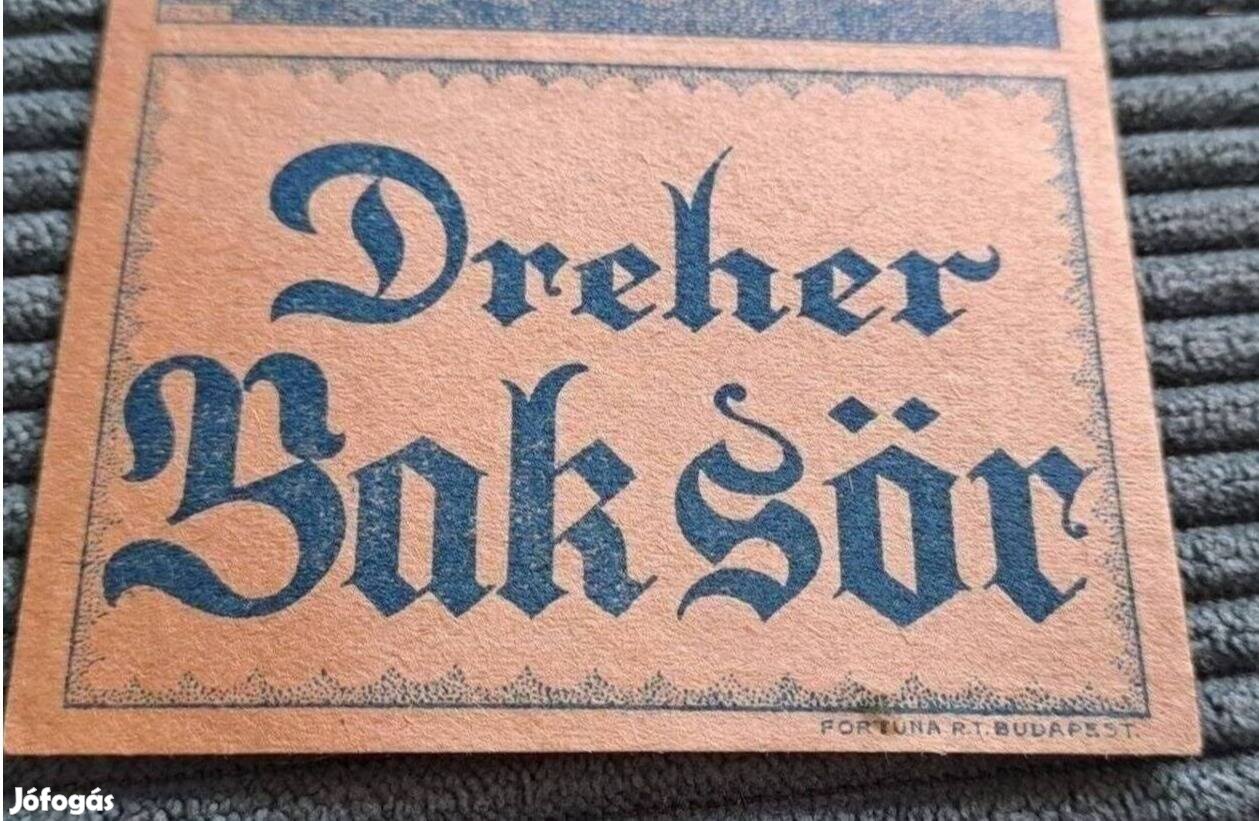 Dreher
Bak sör
FORTUNA R.T. BUDAPEST.
Jófogás